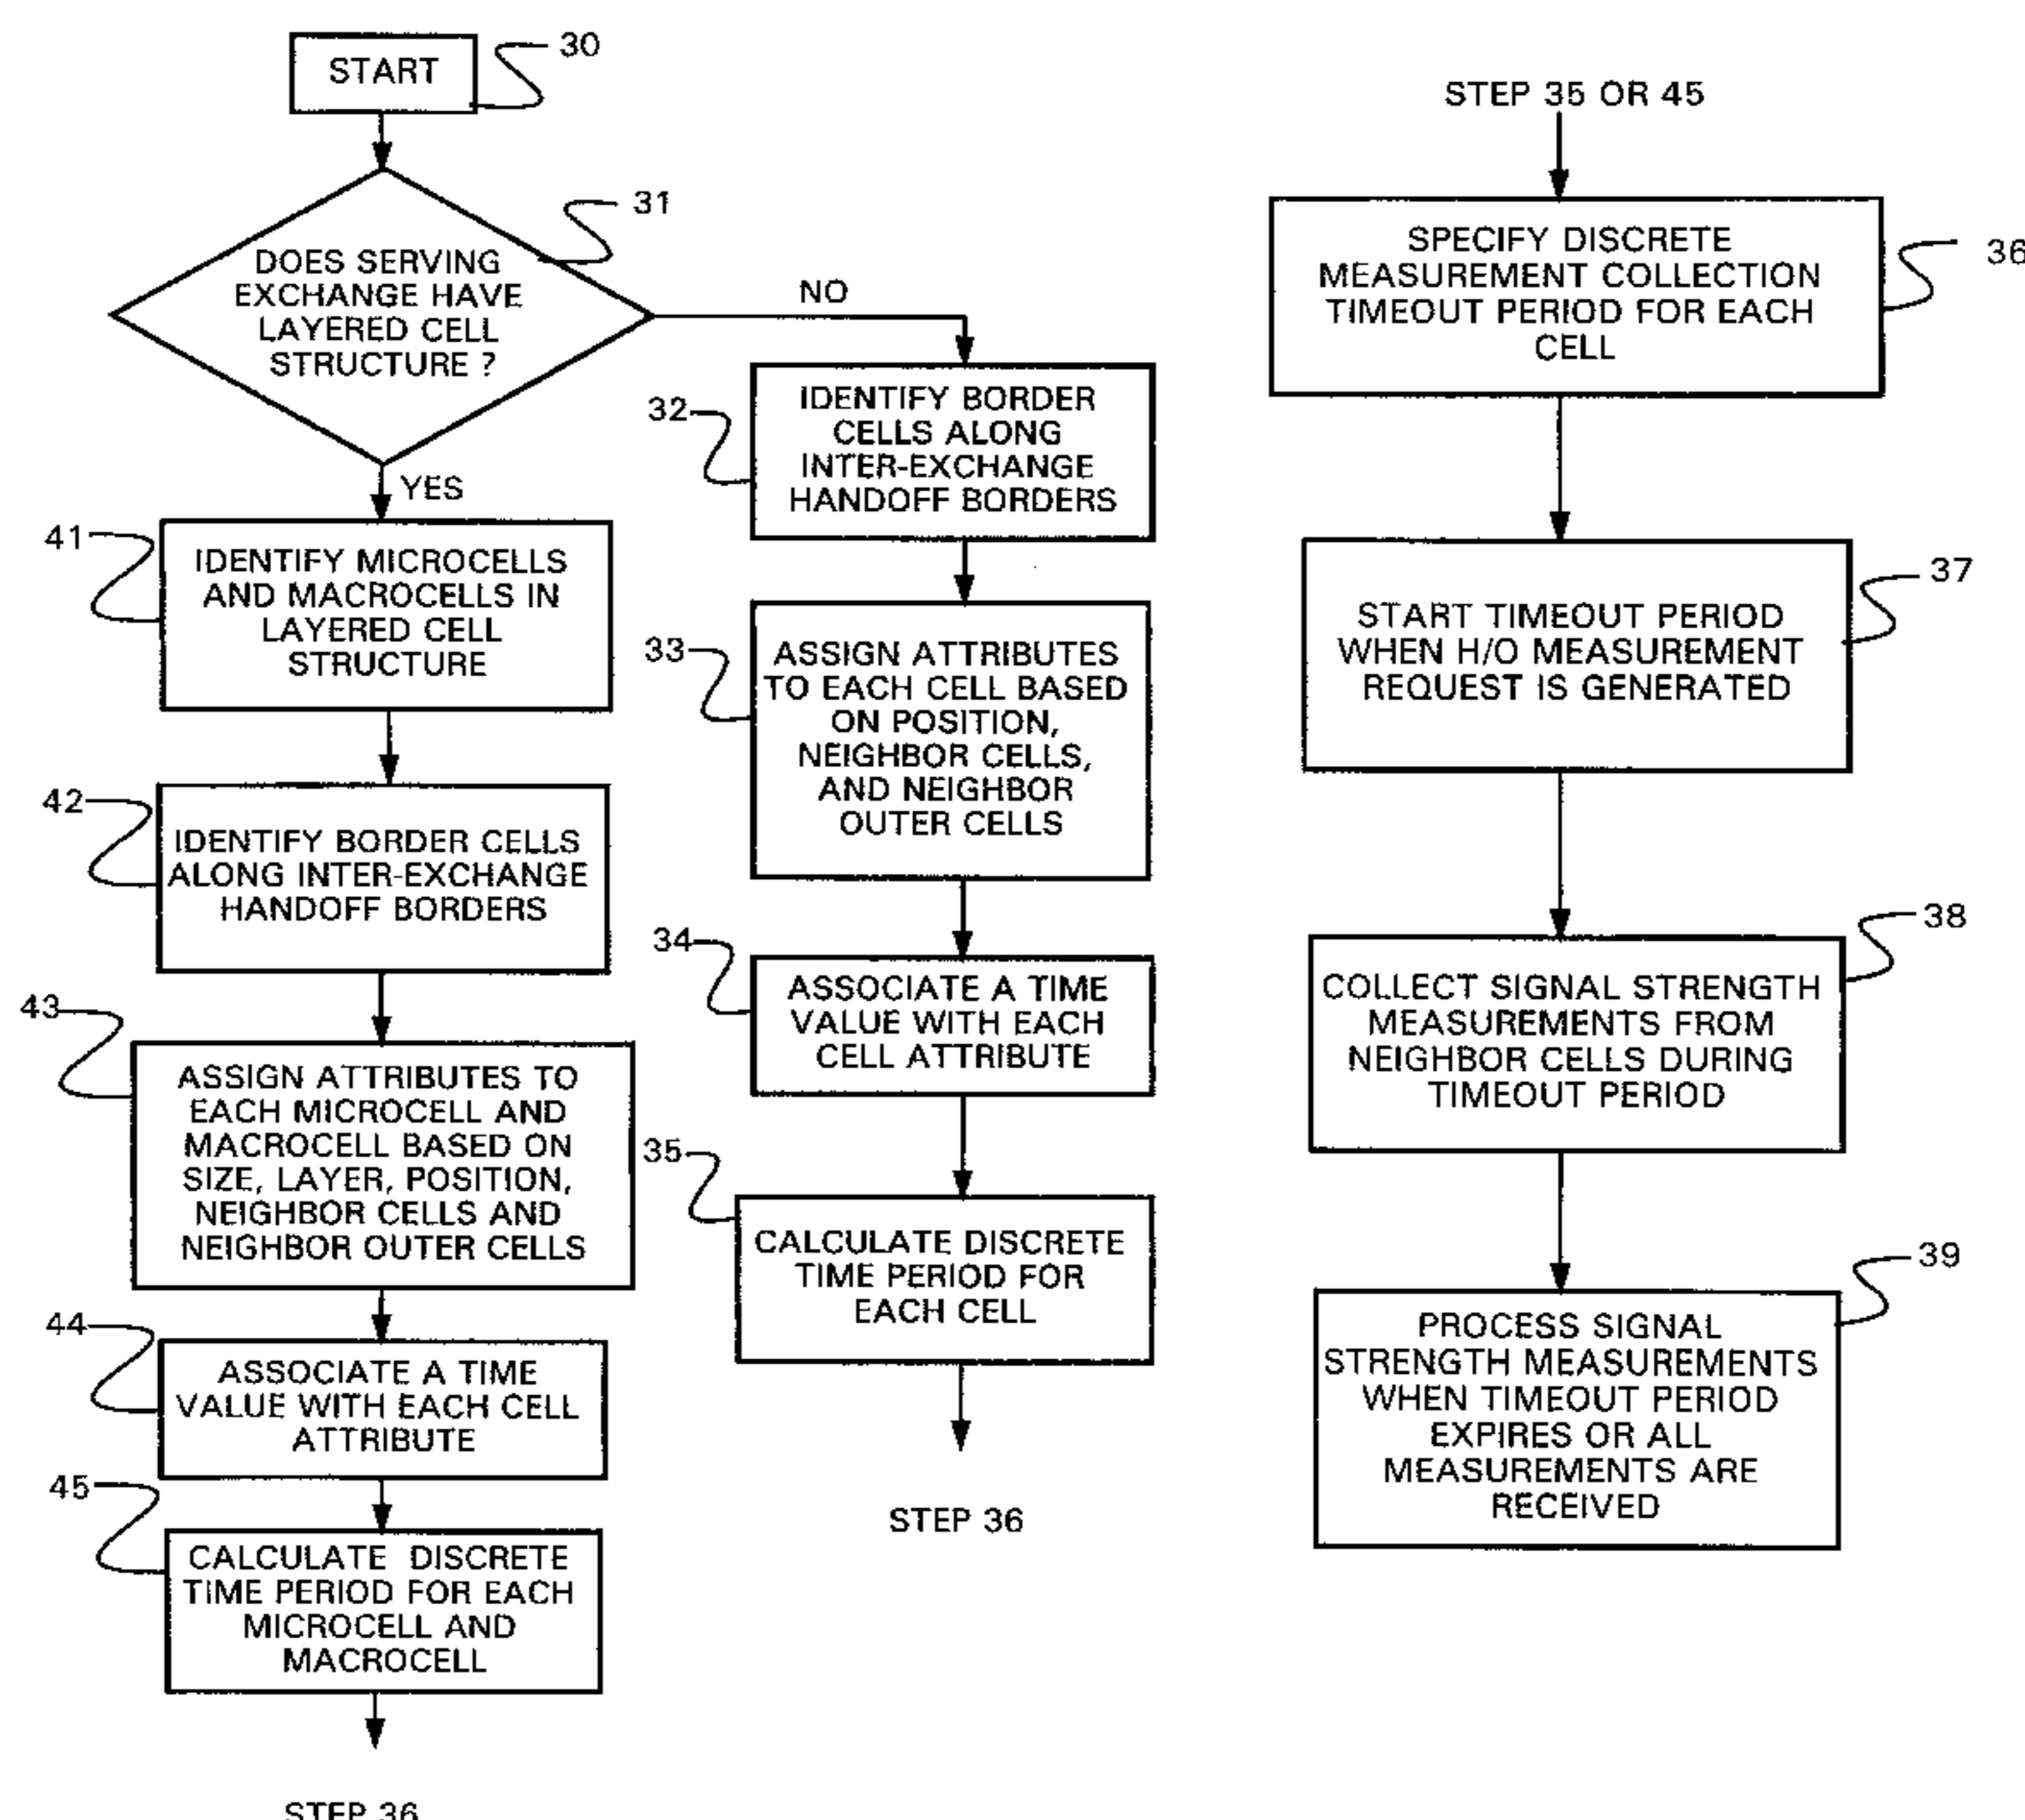 START
30
DOES SERVING
EXCHANGE HAVE
LAYERED CELL
STRUCTURE ?
31
NO
YES
41
IDENTIFY MICROCELLS
AND MACROCELLS IN
LAYERED CELL
STRUCTURE
42
IDENTIFY BORDER CELLS
ALONG INTER-EXCHANGE
HANDOFF BORDERS
43
ASSIGN ATTRIBUTES TO
EACH MICROCELL AND
MACROCELL BASED ON
SIZE, LAYER, POSITION,
NEIGHBOR CELLS AND
NEIGHBOR OUTER CELLS
44
ASSOCIATE A TIME
VALUE WITH EACH CELL
ATTRIBUTE
45
CALCULATE DISCRETE
TIME PERIOD FOR EACH
MICROCELL AND
MACROCELL
STEP 36
32
IDENTIFY BORDER
CELLS ALONG
INTER-EXCHANGE
HANDOFF BORDERS
33
ASSIGN ATTRIBUTES
TO EACH CELL BASED
ON POSITION,
NEIGHBOR CELLS,
AND NEIGHBOR
OUTER CELLS
34
ASSOCIATE A TIME
VALUE WITH EACH
CELL ATTRIBUTE
35
CALCULATE DISCRETE
TIME PERIOD FOR
EACH CELL
STEP 36
STEP 35 OR 45
SPECIFY DISCRETE
MEASUREMENT COLLECTION
TIMEOUT PERIOD FOR EACH
CELL
36
START TIMEOUT PERIOD
WHEN H/O MEASUREMENT
REQUEST IS GENERATED
37
COLLECT SIGNAL STRENGTH
MEASUREMENTS FROM
NEIGHBOR CELLS DURING
TIMEOUT PERIOD
38
PROCESS SIGNAL
STRENGTH MEASUREMENTS
WHEN TIMEOUT PERIOD
EXPIRES OR ALL
MEASUREMENTS ARE
RECEIVED
39